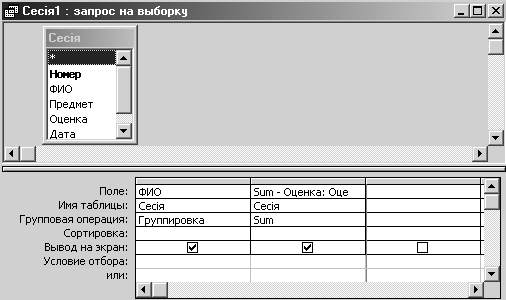 Сесія1 : запрос на выборку
Сесія
*
Номер
ФИО
Предмет
Оценка
Дата
Поле: ФИО Sum - Оценка: Оце
Имя таблицы: Сесія Сесія
Групповая операция: Группировка Sum
Сортировка:
Вывод на экран:
Условие отбора:
или: